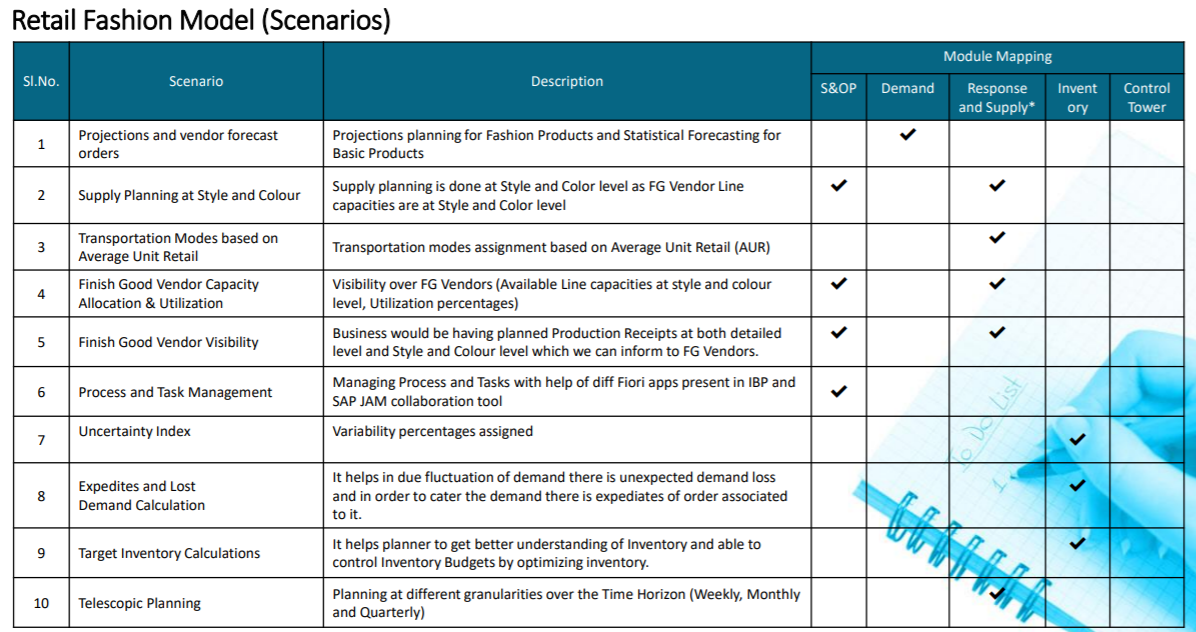 Retail Fashion Model (Scenarios)
Sl.No.
Scenario
Description
Module Mapping
S&OP
Demand
Response
and Supply*
Invent
ory
Control
Tower
1
Projections and vendor forecast
orders
Projections planning for Fashion Products and Statistical Forecasting for
Basic Products
✔
2
Supply Planning at Style and Colour
Supply planning is done at Style and Color level as FG Vendor Line
capacities are at Style and Color level
✔
✔
3
Transportation Modes based on
Average Unit Retail
Transportation modes assignment based on Average Unit Retail (AUR)
✔
4
Finish Good Vendor Capacity
Allocation & Utilization
Visibility over FG Vendors (Available Line capacities at style and colour
level, Utilization percentages)
✔
✔
5
Finish Good Vendor Visibility
Business would be having planned Production Receipts at both detailed
level and Style and Colour level which we can inform to FG Vendors.
✔
✔
6
Process and Task Management
Managing Process and Tasks with help of diff Fiori apps present in IBP and
SAP JAM collaboration tool
✔
7
Uncertainty Index
Variability percentages assigned
✔
8
Expedites and Lost
Demand Calculation
It helps in due fluctuation of demand there is unexpected demand loss
and in order to cater the demand there is expediates of order associated
to it.
✔
9
Target Inventory Calculations
It helps planner to get better understanding of Inventory and able to
control Inventory Budgets by optimizing inventory.
✔
10
Telescopic Planning
Planning at different granularities over the Time Horizon (Weekly, Monthly
and Quarterly)
✔
To Do List
1.